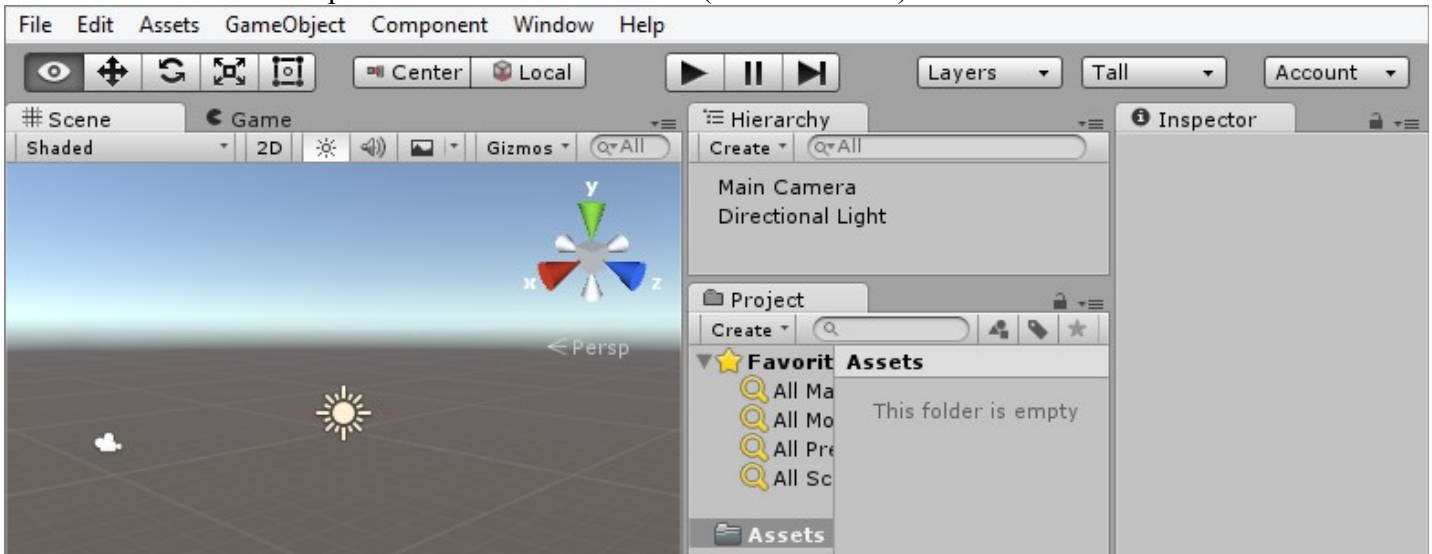 File Edit Assets GameObject Component Window Help
Center Local Layers Tall Account
Scene Game
Shaded 2D Gizmos All
y
x z
Persp
Hierarchy
Create All
Main Camera
Directional Light
Project
Create
Favorit
All Ma
All Mo
All Pre
All Sc
Assets
Assets
This folder is empty
Inspector